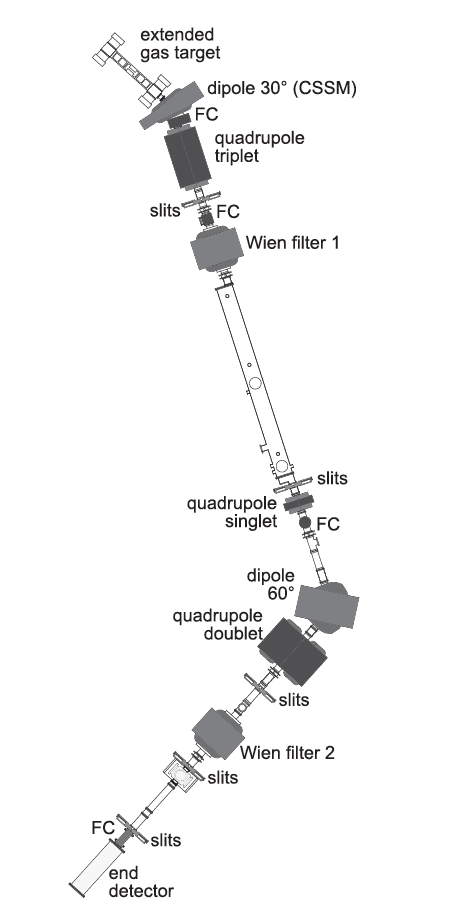 extended
gas target
dipole 30° (CSSM)
FC
quadrupole
triplet
slits
FC
Wien filter 1
slits
quadrupole
singlet
FC
dipole
60°
quadrupole
doublet
slits
Wien filter 2
slits
FC
slits
end
detector